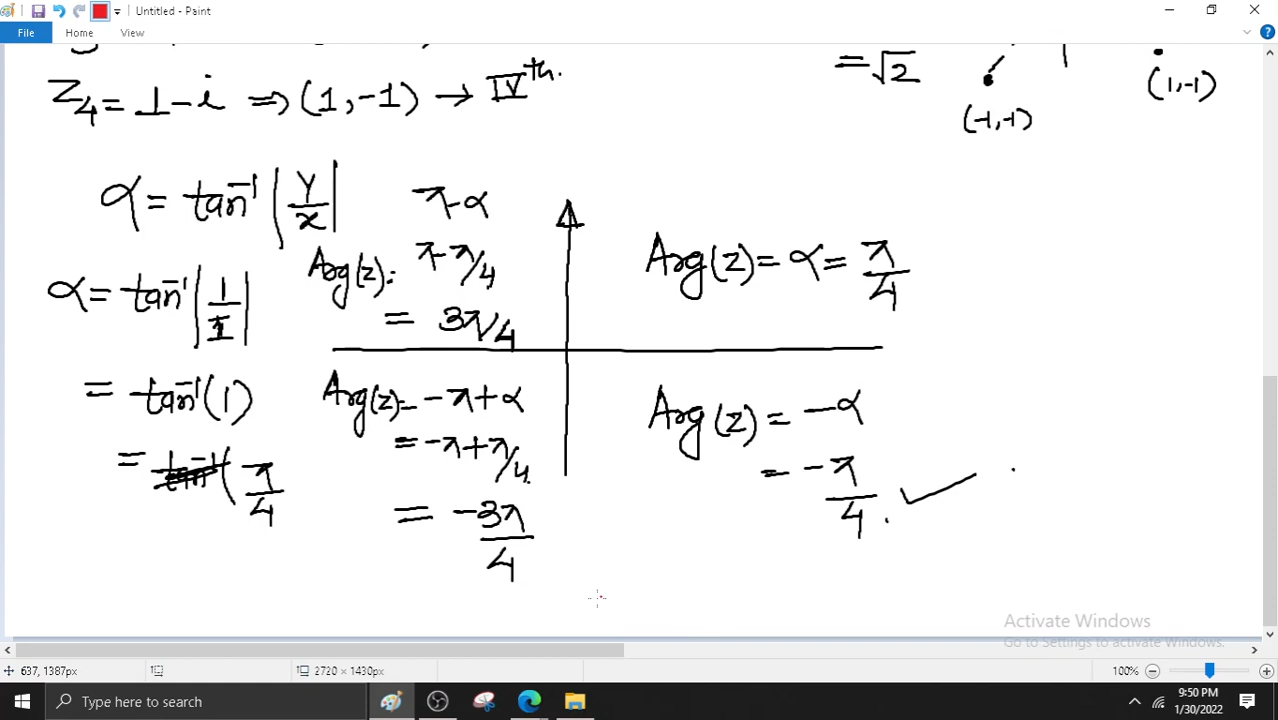 Untitled - Paint
File Home View
Z₄ = 1 - i ⇒ (1, -1) → IVth.
= √2
(-1,-1)
(1,-1)
α = tan⁻¹ |y/x|
α = tan⁻¹ |1/1|
= tan⁻¹(1)
= ( π/4
π-α
Arg(z): π-π/4
= 3π/4
Arg(z) = α = π/4
Arg(z) = -π+α
= -π+π/4
= -3π/4
Arg(z) = -α
= -π/4.
Activate Windows
Go to Settings to activate Windows.
637, 1387px
2720 × 1430px
100%
Type here to search
9:50 PM
1/30/2022